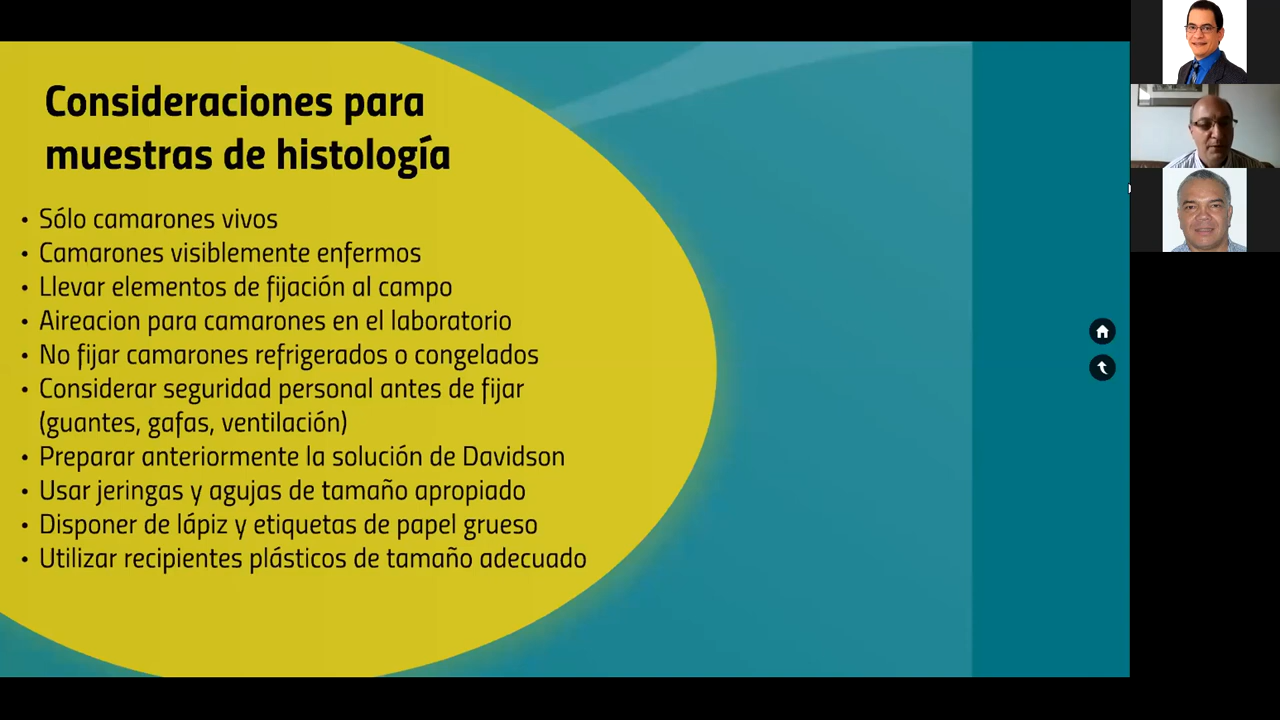 Consideraciones para
muestras de histología
• Sólo camarones vivos
• Camarones visiblemente enfermos
• Llevar elementos de fijación al campo
• Aireacion para camarones en el laboratorio
• No fijar camarones refrigerados o congelados
• Considerar seguridad personal antes de fijar
(guantes, gafas, ventilación)
• Preparar anteriormente la solución de Davidson
• Usar jeringas y agujas de tamaño apropiado
• Disponer de lápiz y etiquetas de papel grueso
• Utilizar recipientes plásticos de tamaño adecuado